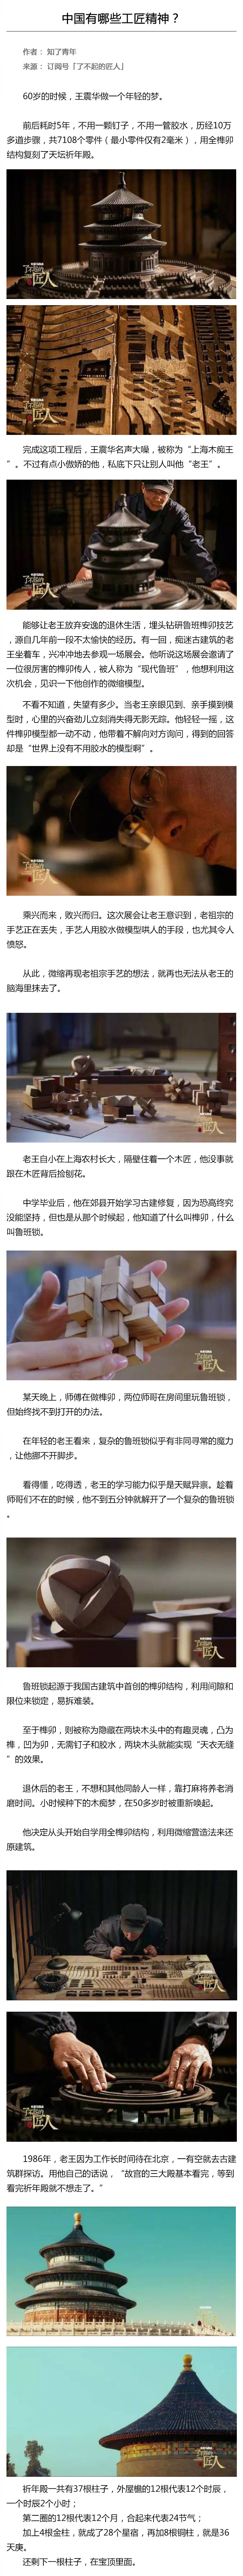 中国有哪些工匠精神？
作者： 知了青年
来源： 订阅号「了不起的匠人」
60岁的时候，王震华做一个年轻的梦。
前后耗时5年，不用一颗钉子，不用一管胶水，历经10万
多道步骤，共7108个零件（最小零件仅有2毫米），用全榫卯
结构复刻了天坛祈年殿。
匠人
匠人
完成这项工程后，王震华名声大噪，被称为“上海木痴王
”。不过有点小傲娇的他，私底下只让别人叫他“老王”。
匠人
能够让老王放弃安逸的退休生活，埋头钻研鲁班榫卯技艺
，源自几年前一段不太愉快的经历。有一回，痴迷古建筑的老
王坐着车，兴冲冲地去参观一场展会。他听说这场展会邀请了
一位很厉害的榫卯传人，被人称为“现代鲁班”，他想利用这
次机会，见识一下他创作的微缩模型。
不看不知道，失望有多少。当老王亲眼见到、亲手摸到模
型时，心里的兴奋劲儿立刻消失得无影无踪。他轻轻一摇，这
件榫卯模型都一动不动，他带着不解向对方询问，得到的回答
却是“世界上没有不用胶水的模型啊”。
匠人
乘兴而来，败兴而归。这次展会让老王意识到，老祖宗的
手艺正在丢失，手艺人用胶水做模型哄人的手段，也尤其令人
愤怒。
从此，微缩再现老祖宗手艺的想法，就再也无法从老王的
脑海里抹去了。
匠人
老王自小在上海农村长大，隔壁住着一个木匠，他没事就
跟在木匠背后捡刨花。
中学毕业后，他在郊县开始学习古建修复，因为恐高终究
没能坚持，但也是从那个时候起，他知道了什么叫榫卯，什么
叫鲁班锁。
匠人
某天晚上，师傅在做榫卯，两位师哥在房间里玩鲁班锁，
但始终找不到打开的办法。
在年轻的老王看来，复杂的鲁班锁似乎有非同寻常的魔力
，让他挪不开脚步。
看得懂，吃得透，老王的学习能力似乎是天赋异禀。趁着
师哥们不在的时候，他不到五分钟就解开了一个复杂的鲁班锁
。
匠人
鲁班锁起源于我国古建筑中首创的榫卯结构，利用间隙和
限位来锁定，易拆难装。
至于榫卯，则被称为隐藏在两块木头中的有趣灵魂，凸为
榫，凹为卯，无需钉子和胶水，两块木头就能实现“天衣无缝
”的效果。
退休后的老王，不想和其他同龄人一样，靠打麻将养老消
磨时间。小时候种下的木痴梦，在50多岁时被重新唤起。
他决定从头开始自学用全榫卯结构，利用微缩营造法来还
原建筑。
匠人
匠人
1986年，老王因为工作长时间待在北京，一有空就去古建
筑群探访。用他自己的话说，“故宫的三大殿基本看完，等到
看完祈年殿就不想走了。”
匠人
匠人
祈年殿一共有37根柱子，外屋檐的12根代表12个时辰，
一个时辰2个小时；
第二圈的12根代表12个月，合起来代表24节气；
加上4根金柱，就成了28个星宿，再加8根铜柱，就是36
天庚。
还剩下一根柱子，在宝顶里面。